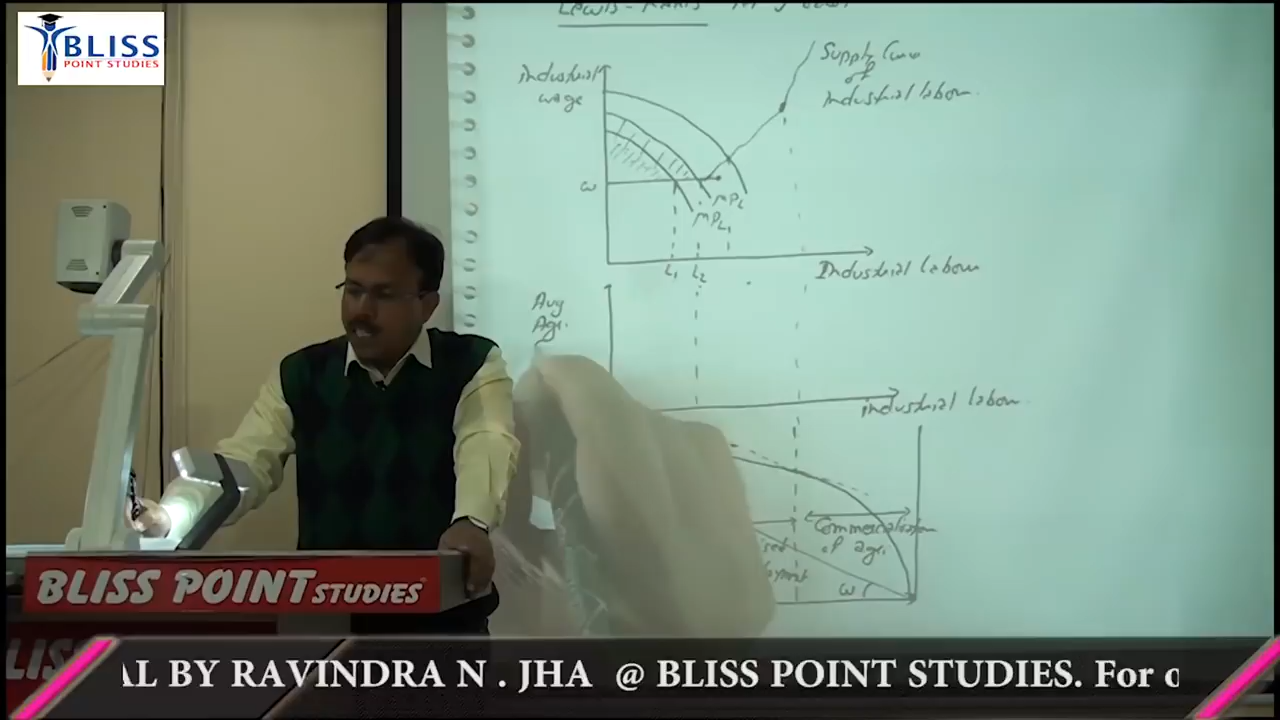 BLISS
POINT STUDIES
Supply Curve
of
industrial labour
industrial
wage
ω
MPL
MPL1
L1
L2
Industrial labour
Avg
Agr.
industrial labour
Commercialisation
of agr.
ω
BLISS POINT STUDIES
AL BY RAVINDRA N . JHA @ BLISS POINT STUDIES. For